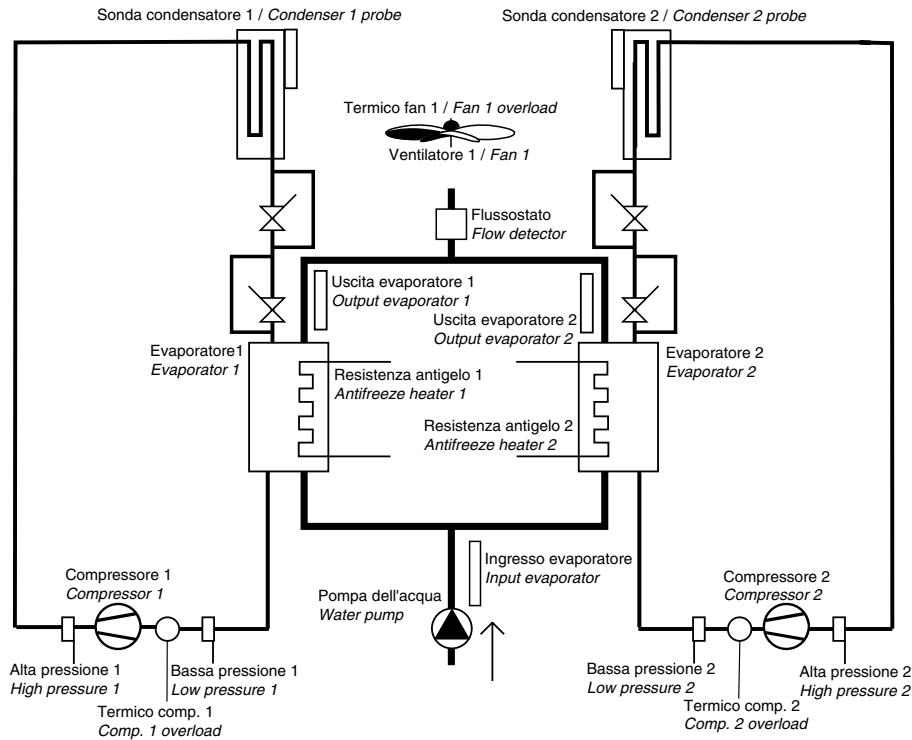 Sonda condensatore 1 / Condenser 1 probe
Sonda condensatore 2 / Condenser 2 probe
Termico fan 1 / Fan 1 overload
Ventilatore 1 / Fan 1
Flussostato
Flow detector
Uscita evaporatore 1
Output evaporator 1
Uscita evaporatore 2
Output evaporator 2
Evaporatore1
Evaporator 1
Evaporatore 2
Evaporator 2
Resistenza antigelo 1
Antifreeze heater 1
Resistenza antigelo 2
Antifreeze heater 2
Ingresso evaporatore
Input evaporator
Compressore 1
Compressor 1
Pompa dell'acqua
Water pump
Compressore 2
Compressor 2
Alta pressione 1
High pressure 1
Bassa pressione 1
Low pressure 1
Termico comp. 1
Comp. 1 overload
Bassa pressione 2
Low pressure 2
Alta pressione 2
High pressure 2
Termico comp. 2
Comp. 2 overload